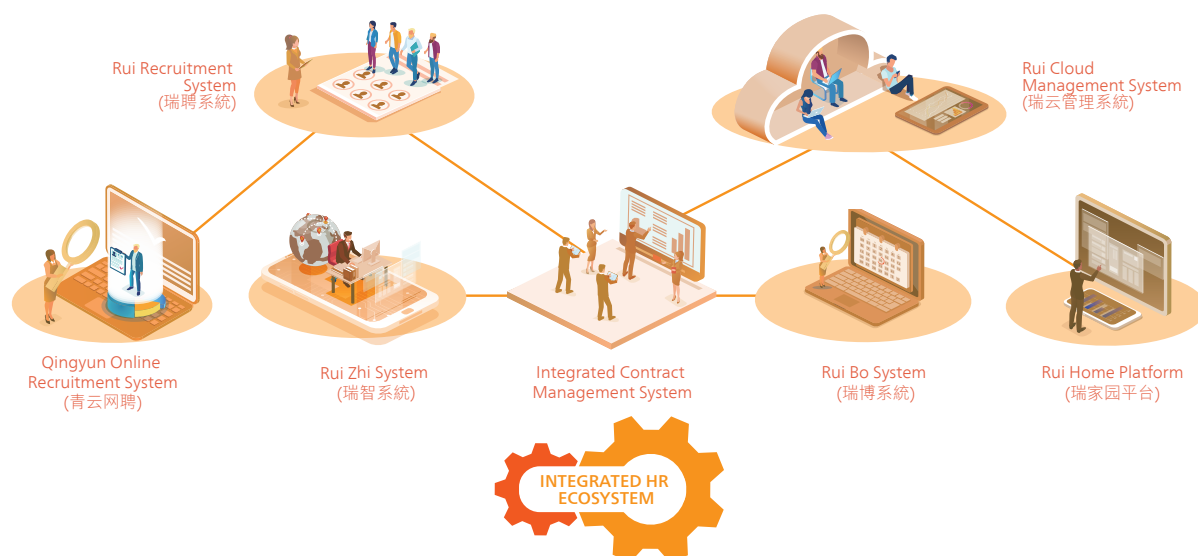 Rui Recruitment
System
(瑞聘系統)
Rui Cloud
Management System
(瑞云管理系統)
Qingyun Online
Recruitment System
(青云网聘)
Rui Zhi System
(瑞智系統)
Integrated Contract
Management System
Rui Bo System
(瑞博系統)
Rui Home Platform
(瑞家园平台)
INTEGRATED HR
ECOSYSTEM